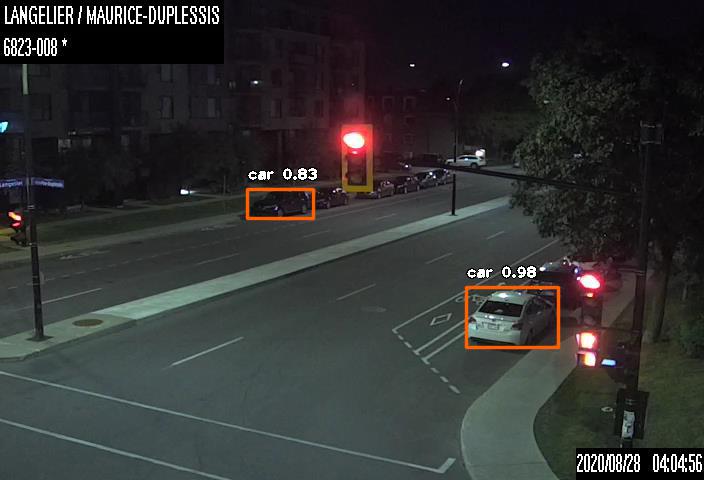 LANGELIER / MAURICE-DUPLESSIS
6823-008 *
car 0.83
car 0.98
2020/08/28 04:04:56